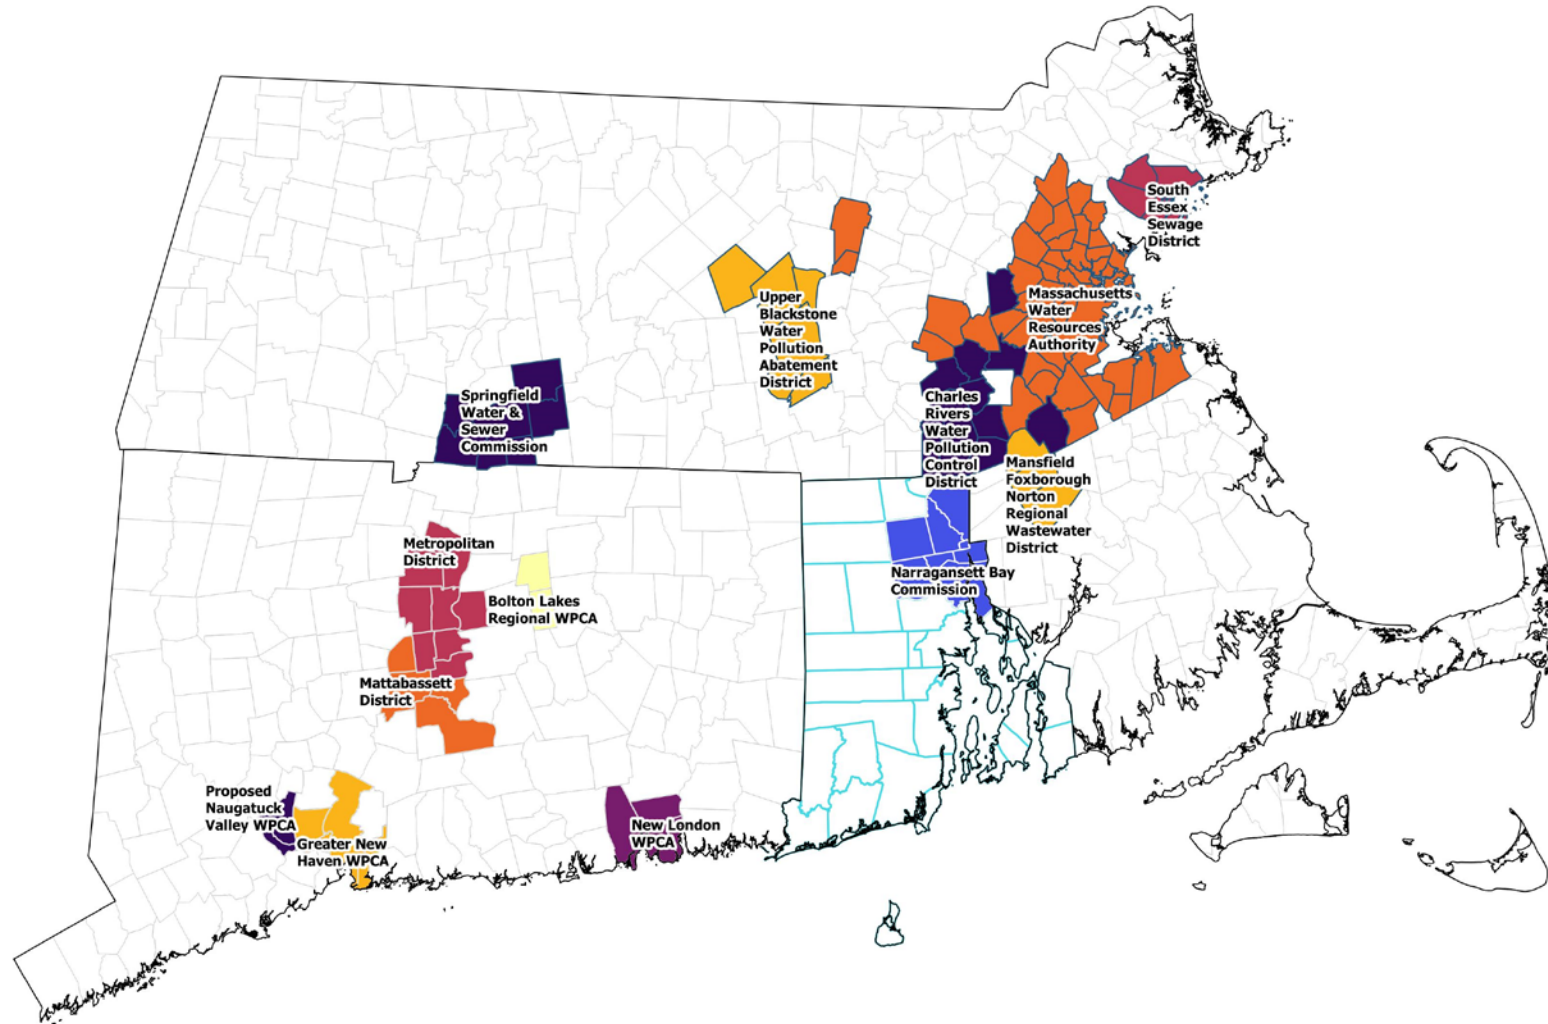 South
Essex
Sewage
District
Massachusetts
Water
Resources
Authority
Upper
Blackstone
Water
Pollution
Abatement
District
Springfield
Water &
Sewer
Commission
Charles
Rivers
Water
Pollution
Control
District
Mansfield
Foxborough
Norton
Regional
Wastewater
District
Metropolitan
District
Narragansett Bay
Commission
Bolton Lakes
Regional WPCA
Mattabassett
District
Proposed
Naugatuck
Valley WPCA
Greater New
Haven WPCA
New London
WPCA